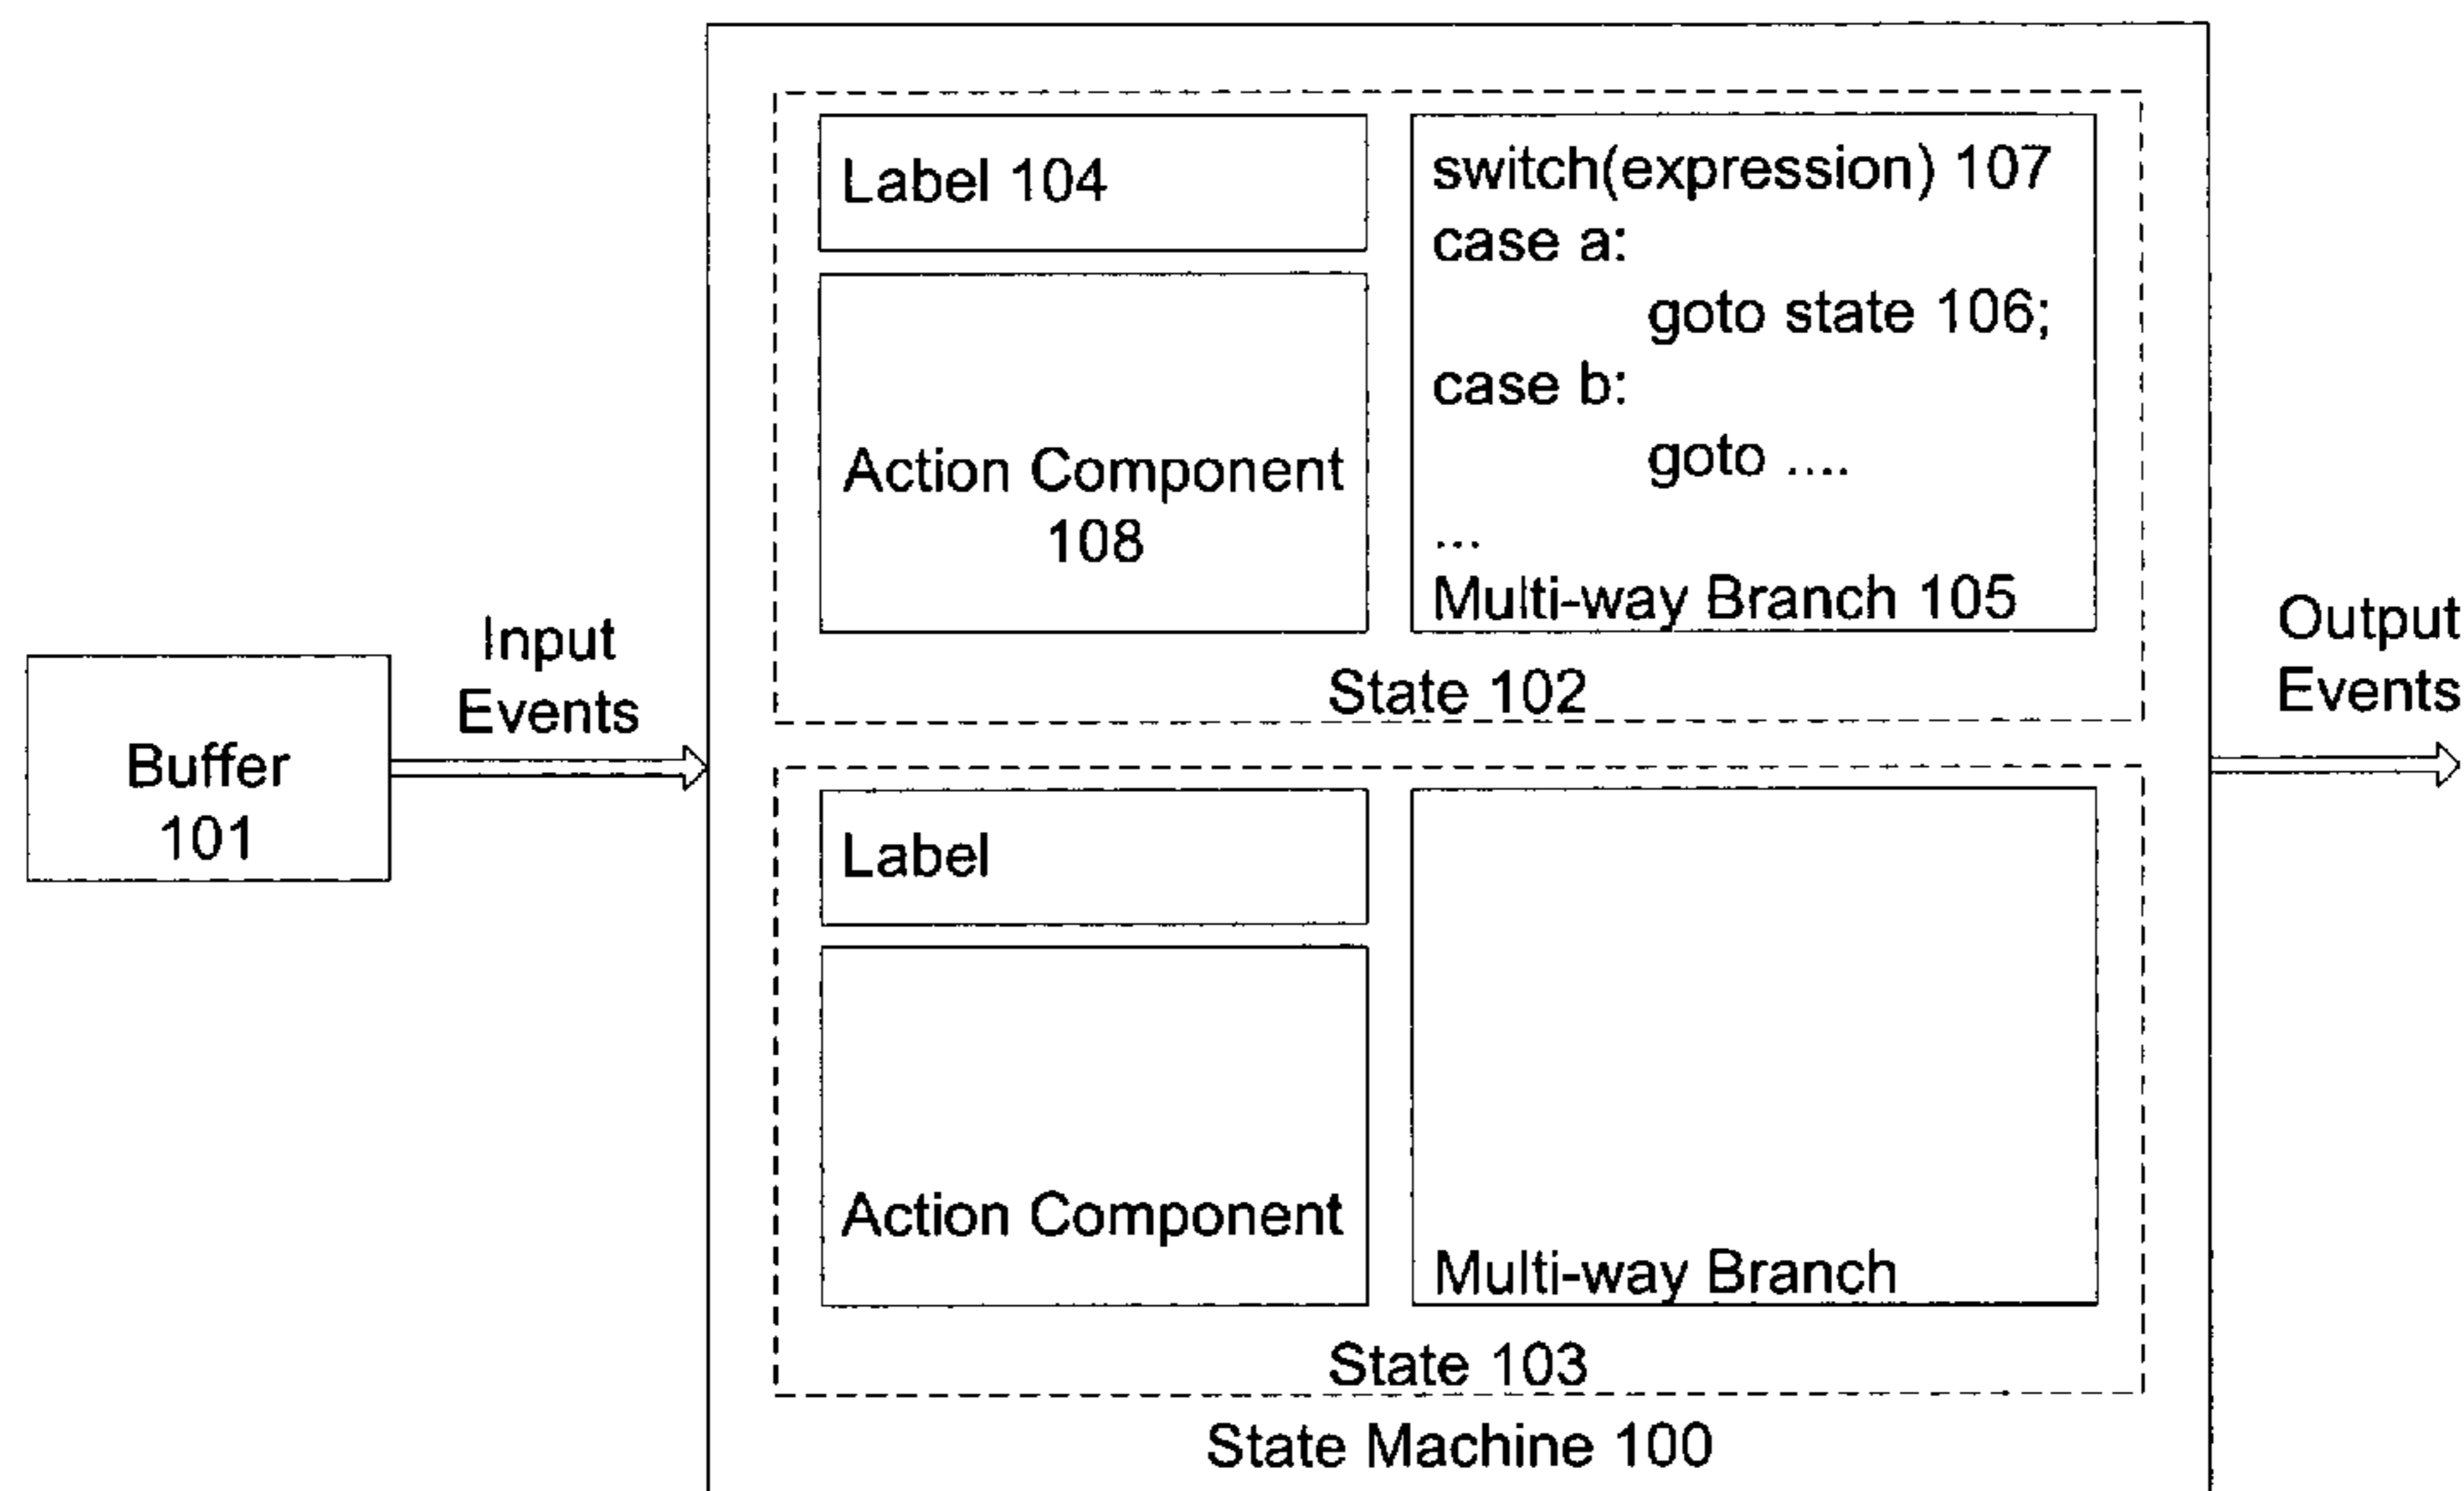 Buffer
101
Input
Events
Label 104
Action Component
108
switch(expression) 107
case a:
goto state 106;
case b:
goto ....
...
Multi-way Branch 105
State 102
Label
Action Component
Multi-way Branch
State 103
State Machine 100
Output
Events